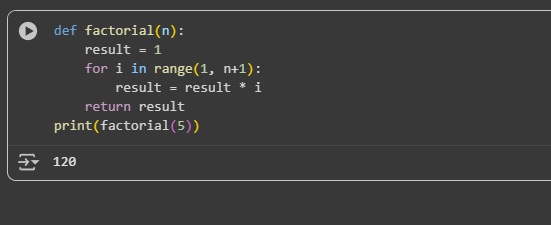 def factorial(n):
    result = 1
    for i in range(1, n+1):
        result = result * i
    return result
print(factorial(5))
120